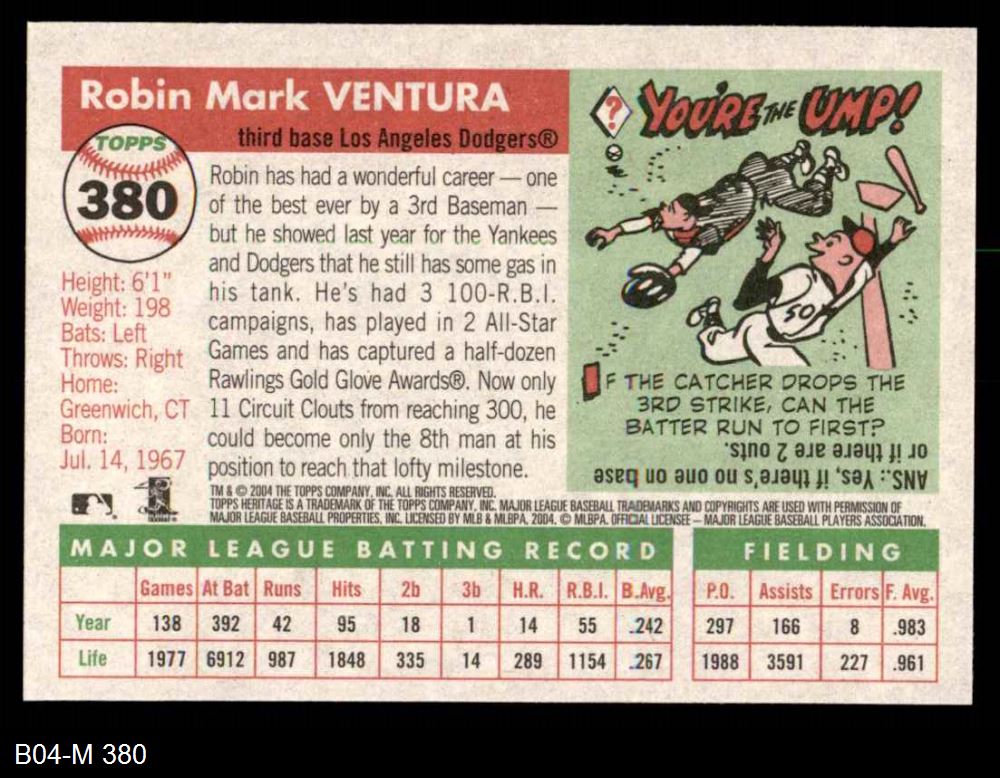 Robin Mark VENTURA
third base Los Angeles Dodgers®
TOPPS
380
Height: 6'1"
Weight: 198
Bats: Left
Throws: Right
Home:
Greenwich, CT
Born:
Jul. 14, 1967
Robin has had a wonderful career — one
of the best ever by a 3rd Baseman —
but he showed last year for the Yankees
and Dodgers that he still has some gas in
his tank. He's had 3 100-R.B.I.
campaigns, has played in 2 All-Star
Games and has captured a half-dozen
Rawlings Gold Glove Awards®. Now only
11 Circuit Clouts from reaching 300, he
could become only the 8th man at his
position to reach that lofty milestone.
?
YOU'RE THE UMP!
50
IF THE CATCHER DROPS THE
3RD STRIKE, CAN THE
BATTER RUN TO FIRST?
ANS.: Yes, if there's no one on base
or if there are 2 outs.
TM & © 2004 THE TOPPS COMPANY, INC. ALL RIGHTS RESERVED.
TOPPS HERITAGE IS A TRADEMARK OF THE TOPPS COMPANY, INC. MAJOR LEAGUE BASEBALL TRADEMARKS AND COPYRIGHTS ARE USED WITH PERMISSION OF
MAJOR LEAGUE BASEBALL PROPERTIES, INC. LICENSED BY MLB & MLBPA, 2004. © MLBPA. OFFICIAL LICENSEE – MAJOR LEAGUE BASEBALL PLAYERS ASSOCIATION.
MAJOR LEAGUE BATTING RECORD
Games At Bat Runs Hits 2b 3b H.R. R.B.I. B.Avg.
Year 138 392 42 95 18 1 14 55 .242
Life 1977 6912 987 1848 335 14 289 1154 .267
FIELDING
P.O. Assists Errors F. Avg.
297 166 8 .983
1988 3591 227 .961
B04-M 380